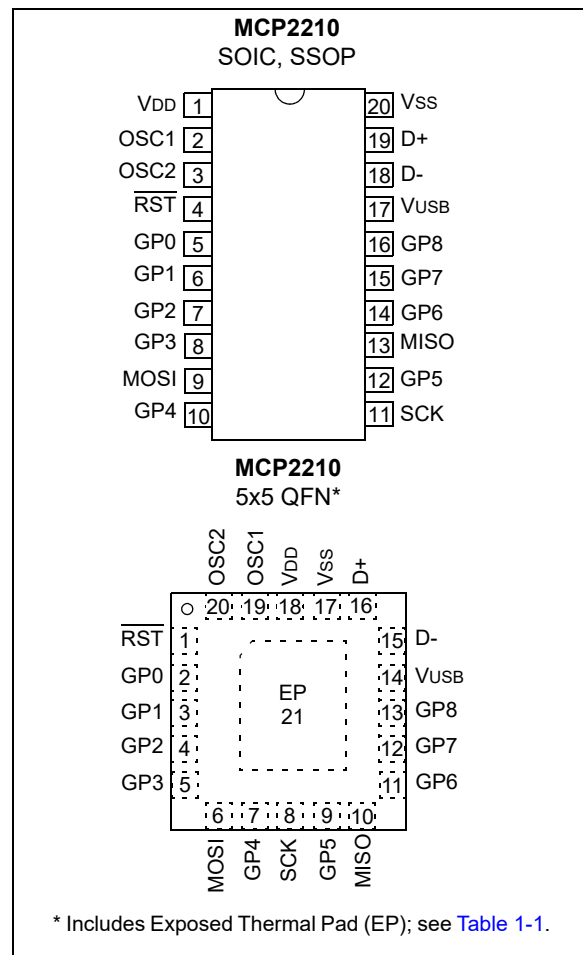 MCP2210
SOIC, SSOP
VDD 1 20 VSS
OSC1 2 19 D+
OSC2 3 18 D-
RST 4 17 VUSB
GP0 5 16 GP8
GP1 6 15 GP7
GP2 7 14 GP6
GP3 8 13 MISO
MOSI 9 12 GP5
GP4 10 11 SCK
MCP2210
5x5 QFN*
OSC2 OSC1 VDD VSS D+
20 19 18 17 16
RST 1 15 D-
GP0 2 14 VUSB
GP1 3 EP 21 13 GP8
GP2 4 12 GP7
GP3 5 11 GP6
6 7 8 9 10
MOSI GP4 SCK GP5 MISO
* Includes Exposed Thermal Pad (EP); see Table 1-1.